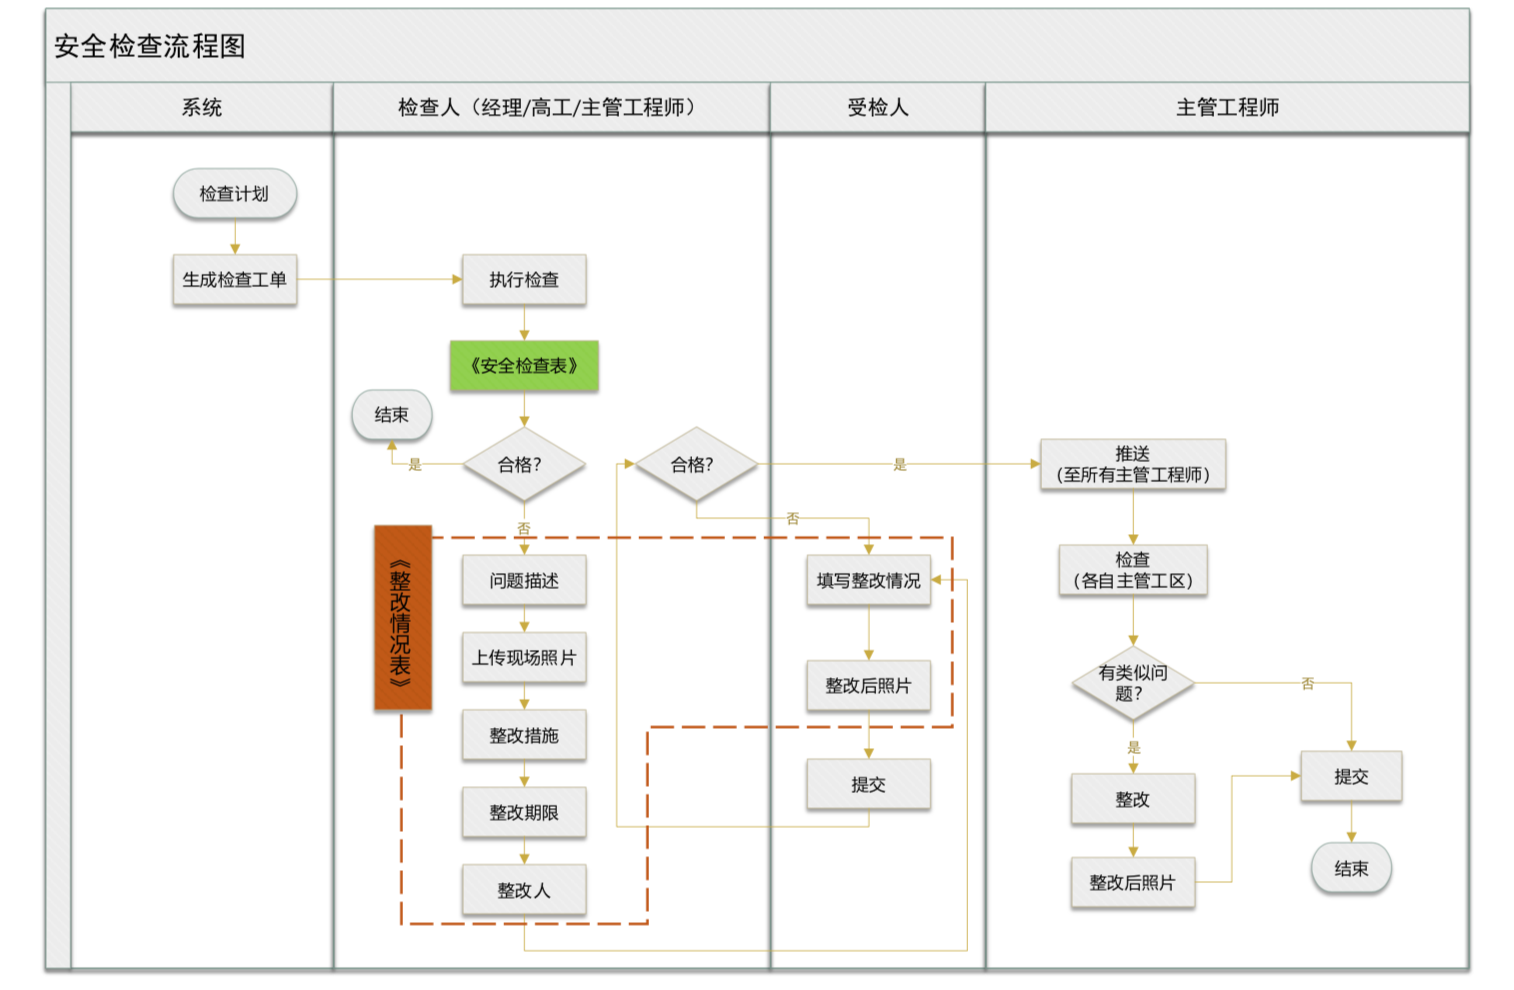 安全检查流程图
系统
检查人（经理/高工/主管工程师）
受检人
主管工程师
检查计划
生成检查工单
执行检查
《安全检查表》
结束
合格?
是
否
合格?
是
否
《整改情况表》
问题描述
上传现场照片
整改措施
整改期限
整改人
填写整改情况
整改后照片
提交
推送
（至所有主管工程师）
检查
（各自主管工区）
有类似问
题?
否
是
整改
整改后照片
提交
结束